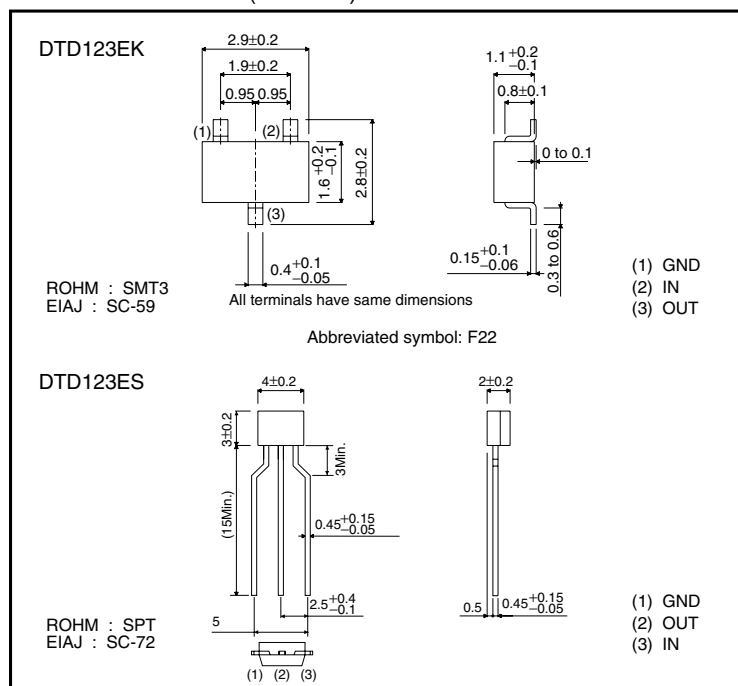 DTD123EK
2.9±0.2
1.9±0.2
0.95 0.95
(1)
(2)
(3)
1.6 +0.2 −0.1
2.8±0.2
0.4 +0.1 −0.05
All terminals have same dimensions
1.1 +0.2 −0.1
0.8±0.1
0 to 0.1
0.15 +0.1 −0.06
0.3 to 0.6
ROHM : SMT3
EIAJ : SC-59
(1) GND
(2) IN
(3) OUT
Abbreviated symbol: F22
DTD123ES
4±0.2
3±0.2
(15Min.)
3Min.
0.45 +0.15 −0.05
2.5 +0.4 −0.1
5
(1) (2) (3)
2±0.2
0.5
0.45 +0.15 −0.05
ROHM : SPT
EIAJ : SC-72
(1) GND
(2) OUT
(3) IN